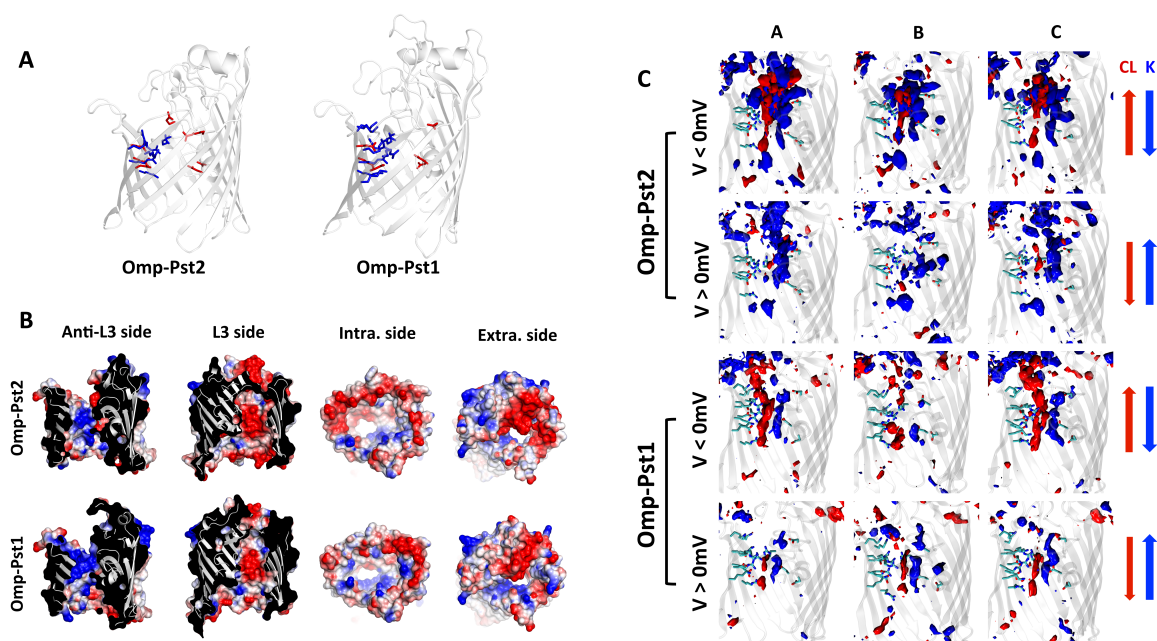 A
Omp-Pst2
Omp-Pst1
B
Anti-L3 side
L3 side
Intra. side
Extra. side
Omp-Pst2
Omp-Pst1
C
A
B
C
CL
K
Omp-Pst2
V < 0mV
V > 0mV
Omp-Pst1
V < 0mV
V > 0mV